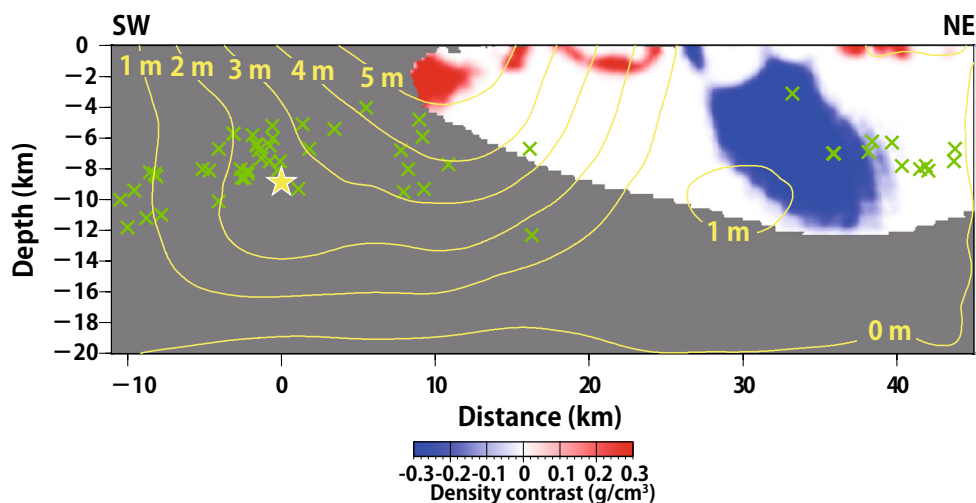 SW NE
0
1 m 2 m 3 m 4 m 5 m
−2
−4
−6
−8
−10
1 m
−12
−14
−16
−18
0 m
−20
Depth (km)
−10 0 10 20 30 40
Distance (km)
-0.3-0.2-0.1 0 0.1 0.2 0.3
Density contrast (g/cm³)